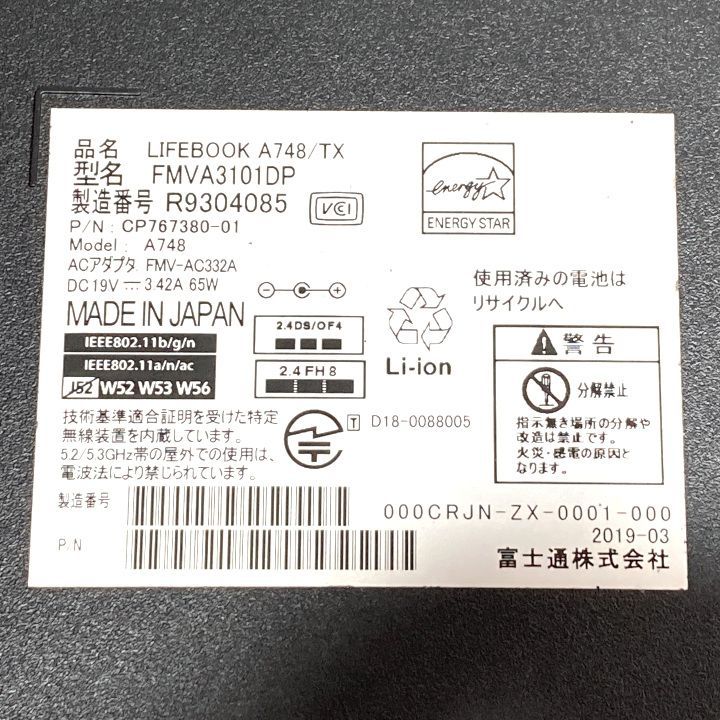 品名 LIFEBOOK A748/TX
型名 FMVA3101DP
製造番号 R9304085
VCCI
P/N: CP767380-01
Model: A748
ACアダプタ FMV-AC332A
DC19V 3.42A 65W
MADE IN JAPAN
energy
ENERGY STAR
IEEE802.11b/g/n
IEEE802.11a/n/ac
J52 W52 W53 W56
2.4DS/OF4
2.4FH8
Li-ion
使用済みの電池は
リサイクルへ
警告
分解禁止
指示無き場所の分解や
改造は禁止です。
火災・感電の原因と
なります。
技術基準適合証明を受けた特定
無線装置を内蔵しています。
5.2/5.3GHz帯の屋外での使用は、
電波法により禁じられています。
T D18-0088005
製造番号
P/N
000CRJN-ZX-0001-000
2019-03
富士通株式会社